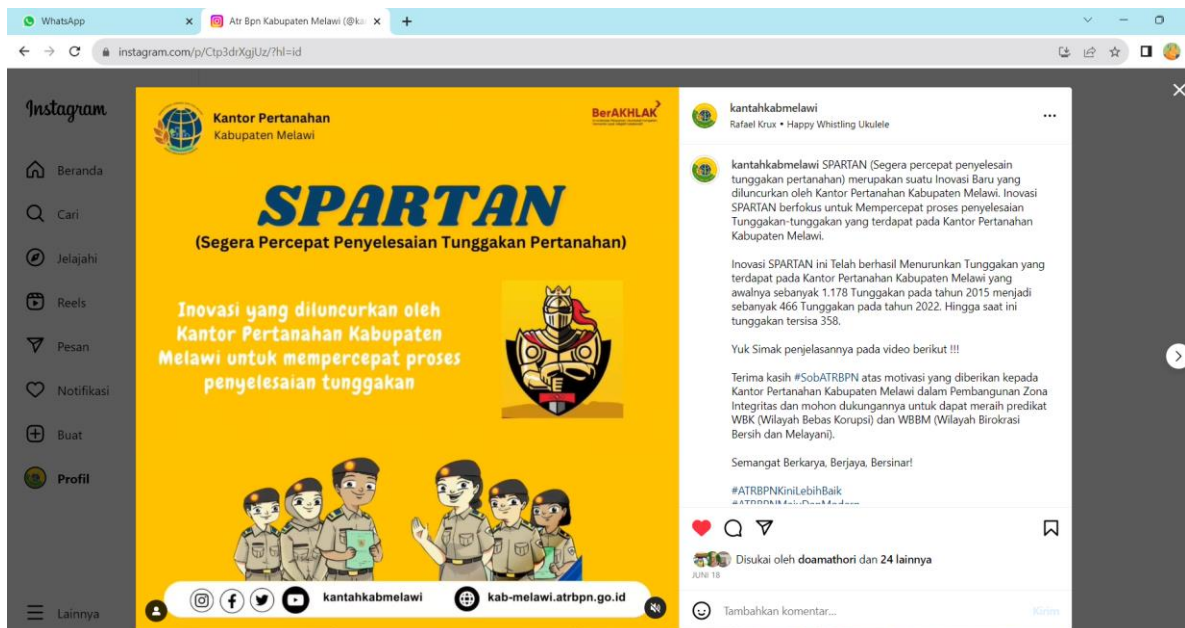 WhatsApp
Atr Bpn Kabupaten Melawi (@ka
instagram.com/p/Ctp3drXgjUz/?hl=id
Instagram
Beranda
Cari
Jelajahi
Reels
Pesan
Notifikasi
Buat
Profil
Lainnya
Kantor Pertanahan
Kabupaten Melawi
BerAKHLAK
SPARTAN
(Segera Percepat Penyelesaian Tunggakan Pertanahan)
Inovasi yang diluncurkan oleh
Kantor Pertanahan Kabupaten
Melawi untuk mempercepat proses
penyelesaian tunggakan
kantahkabmelawi
kab-melawi.atrbpn.go.id
kantahkabmelawi
Rafael Krux • Happy Whistling Ukulele
kantahkabmelawi SPARTAN (Segera percepat penyelesain
tunggakan pertanahan) merupakan suatu Inovasi Baru yang
diluncurkan oleh Kantor Pertanahan Kabupaten Melawi. Inovasi
SPARTAN berfokus untuk Mempercepat proses penyelesaian
Tunggakan-tunggakan yang terdapat pada Kantor Pertanahan
Kabupaten Melawi.
Inovasi SPARTAN ini Telah berhasil Menurunkan Tunggakan yang
terdapat pada Kantor Pertanahan Kabupaten Melawi yang
awalnya sebanyak 1.178 Tunggakan pada tahun 2015 menjadi
sebanyak 466 Tunggakan pada tahun 2022. Hingga saat ini
tunggakan tersisa 358.
Yuk Simak penjelasannya pada video berikut !!!
Terima kasih #SobATRBPN atas motivasi yang diberikan kepada
Kantor Pertanahan Kabupaten Melawi dalam Pembangunan Zona
Integritas dan mohon dukungannya untuk dapat meraih predikat
WBK (Wilayah Bebas Korupsi) dan WBBM (Wilayah Birokrasi
Bersih dan Melayani).
Semangat Berkarya, Berjaya, Bersinar!
#ATRBPNKiniLebihBaik
#ATRBPNMajuDanModern
Disukai oleh doamathori dan 24 lainnya
JUNI 18
Tambahkan komentar...
Kirim